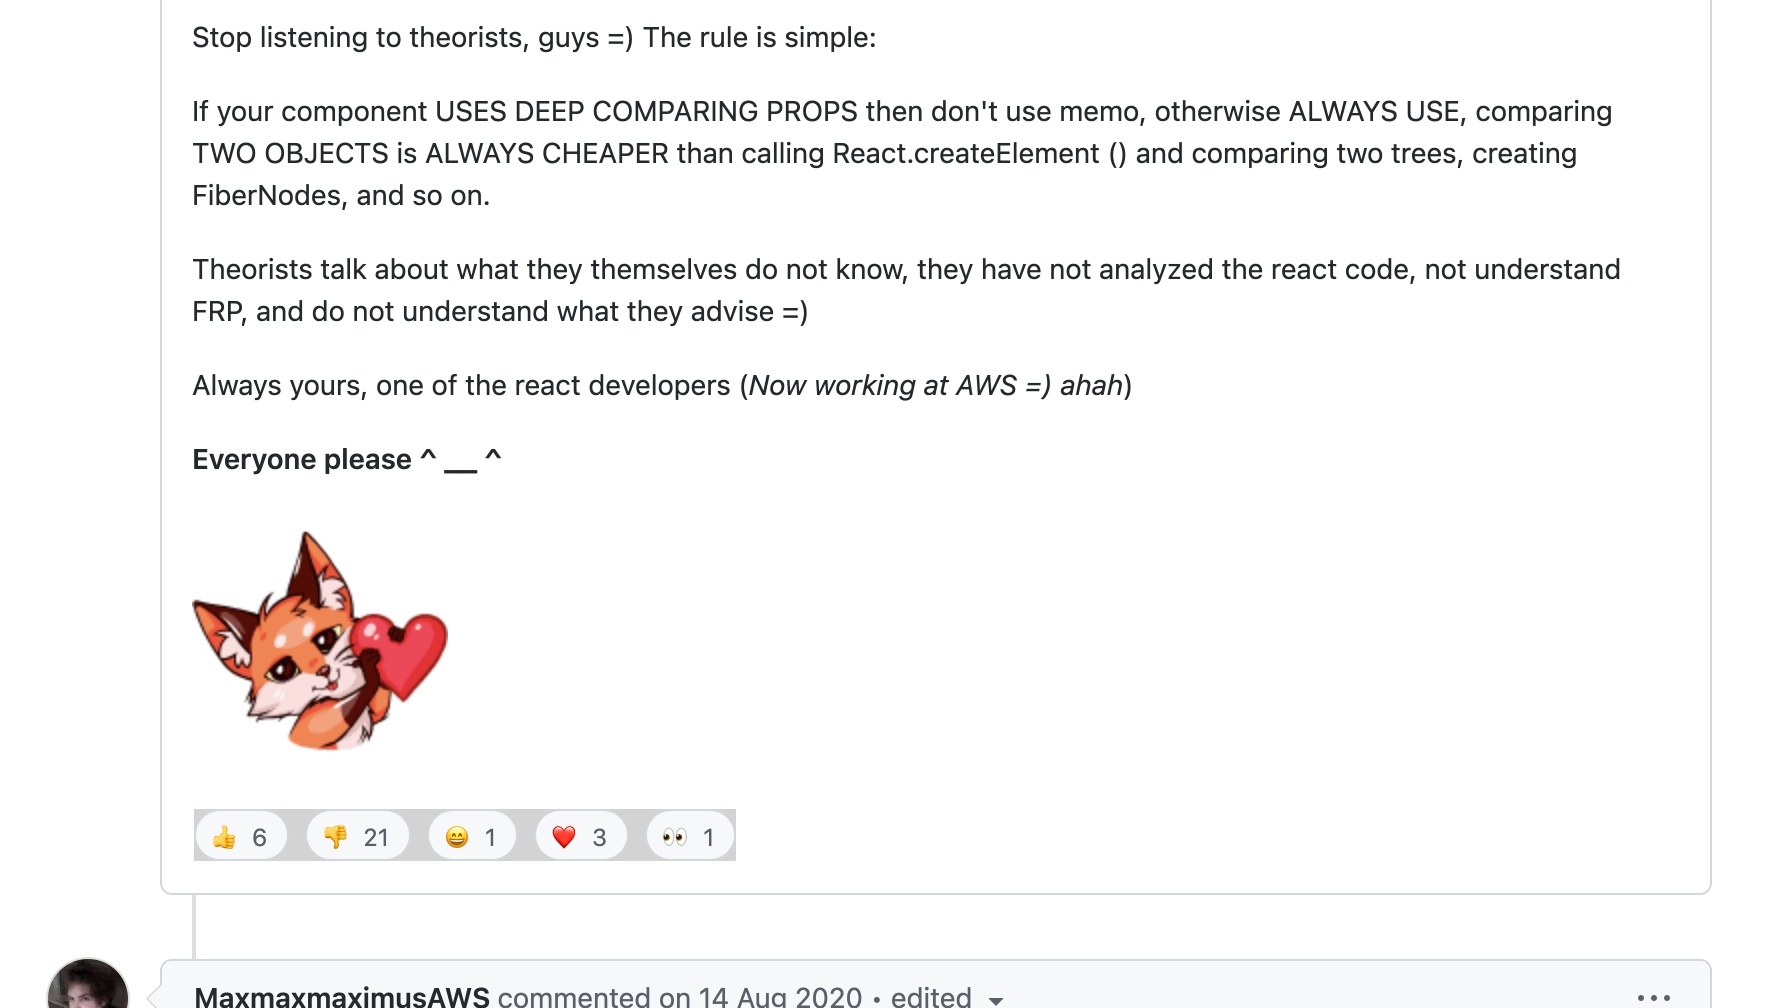 Stop listening to theorists, guys =) The rule is simple:
If your component USES DEEP COMPARING PROPS then don't use memo, otherwise ALWAYS USE, comparing
TWO OBJECTS is ALWAYS CHEAPER than calling React.createElement () and comparing two trees, creating
FiberNodes, and so on.
Theorists talk about what they themselves do not know, they have not analyzed the react code, not understand
FRP, and do not understand what they advise =)
Always yours, one of the react developers (Now working at AWS =) ahah)
Everyone please ^ __ ^
👍 6 👎 21 😄 1 ❤️ 3 👀 1
MaxmaxmaximusAWS commented on 14 Aug 2020 • edited